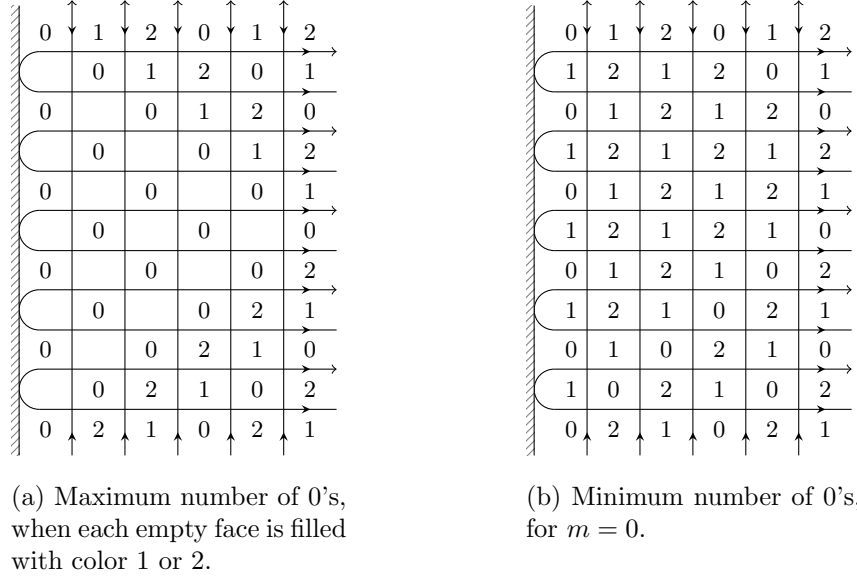 0 1 2 0 1 2
0 1 2 0 1
0 0 1 2 0
0 0 1 2
0 0 0 1
0 0 0
0 0 0 2
0 0 2 1
0 0 2 1 0
0 2 1 0 2
0 2 1 0 2 1
(a) Maximum number of 0's,
when each empty face is filled
with color 1 or 2.
0 1 2 0 1 2
1 2 1 2 0 1
0 1 2 1 2 0
1 2 1 2 1 2
0 1 2 1 2 1
1 2 1 2 1 0
0 1 2 1 0 2
1 2 1 0 2 1
0 1 0 2 1 0
1 0 2 1 0 2
0 2 1 0 2 1
(b) Minimum number of 0's,
for m = 0.